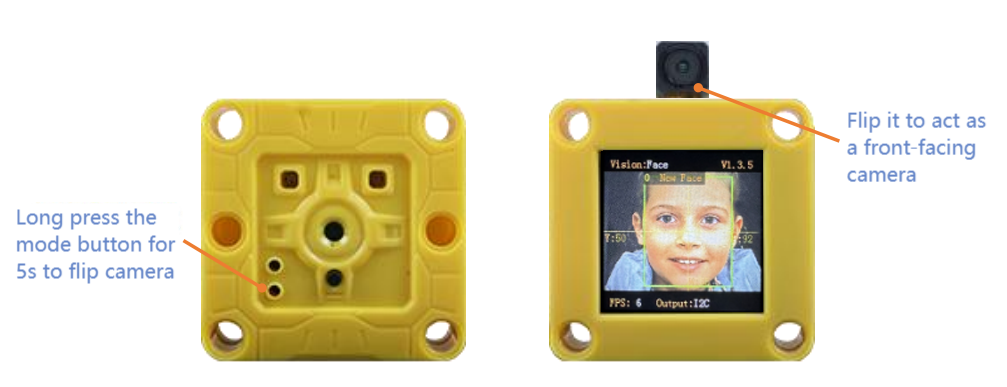 Long press the
mode button for
5s to flip camera
Flip it to act as
a front-facing
camera
Vision:Face V1.3.5
0 New Face
Y:50 :92
FPS: 6 Output:I2C